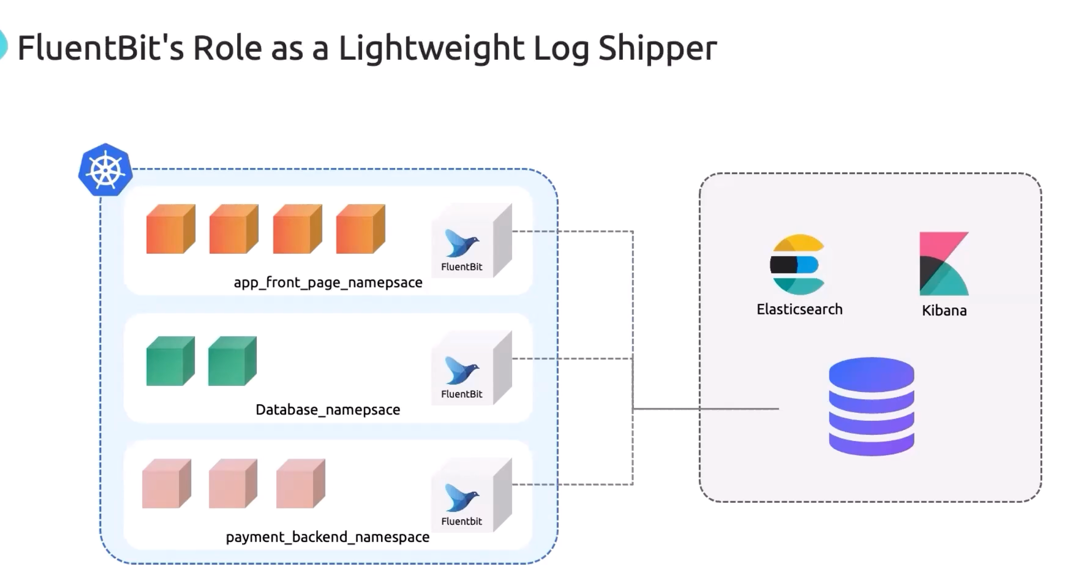 FluentBit's Role as a Lightweight Log Shipper
FluentBit
app_front_page_namepsace
Elasticsearch
Kibana
FluentBit
Database_namepsace
Fluentbit
payment_backend_namespace